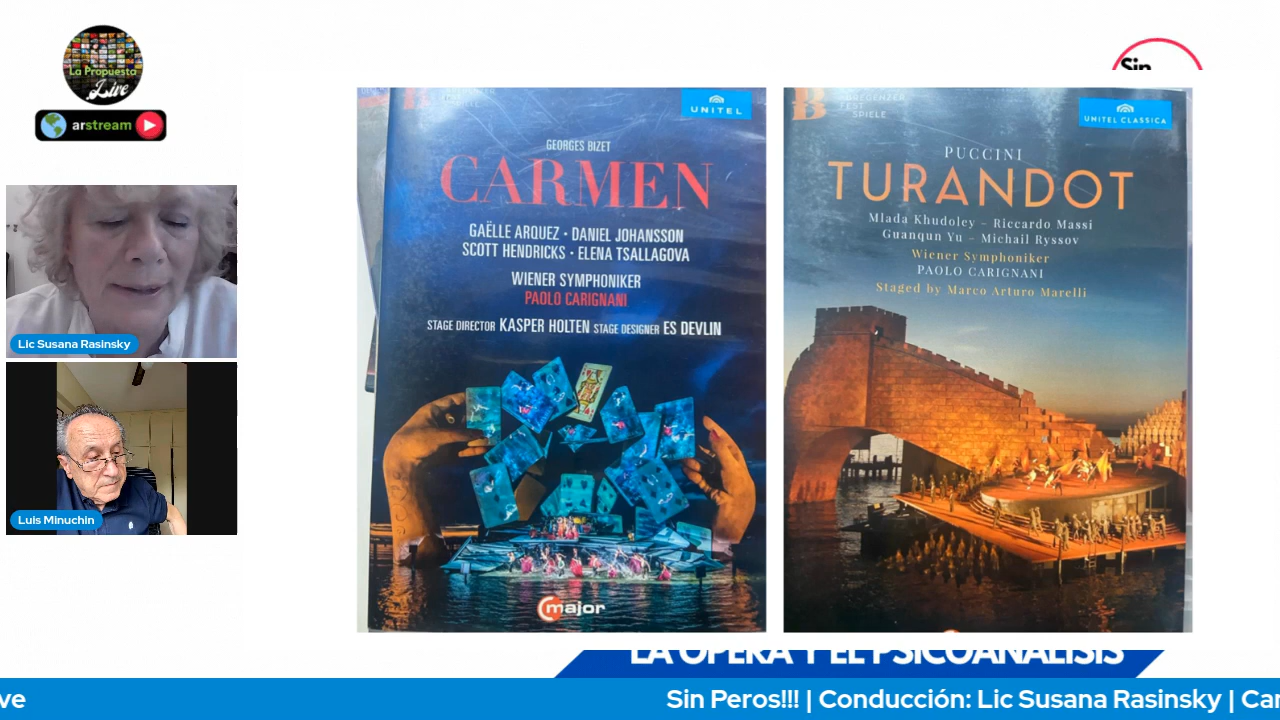 La Propuesta
Live
arstream
Sin
Lic Susana Rasinsky
Luis Minuchin
UNITEL
GEORGES BIZET
CARMEN
GAËLLE ARQUEZ · DANIEL JOHANSSON
SCOTT HENDRICKS · ELENA TSALLAGOVA
WIENER SYMPHONIKER
PAOLO CARIGNANI
STAGE DIRECTOR KASPER HOLTEN STAGE DESIGNER ES DEVLIN
C major
BREGENZER
FEST
SPIELE
UNITEL CLASSICA
PUCCINI
TURANDOT
Mlada Khudoley – Riccardo Massi
Guanqun Yu – Michail Ryssov
Wiener Symphoniker
PAOLO CARIGNANI
Staged by Marco Arturo Marelli
LA OPERA Y EL PSICOANALISIS
ve
Sin Peros!!! | Conducción: Lic Susana Rasinsky | Car